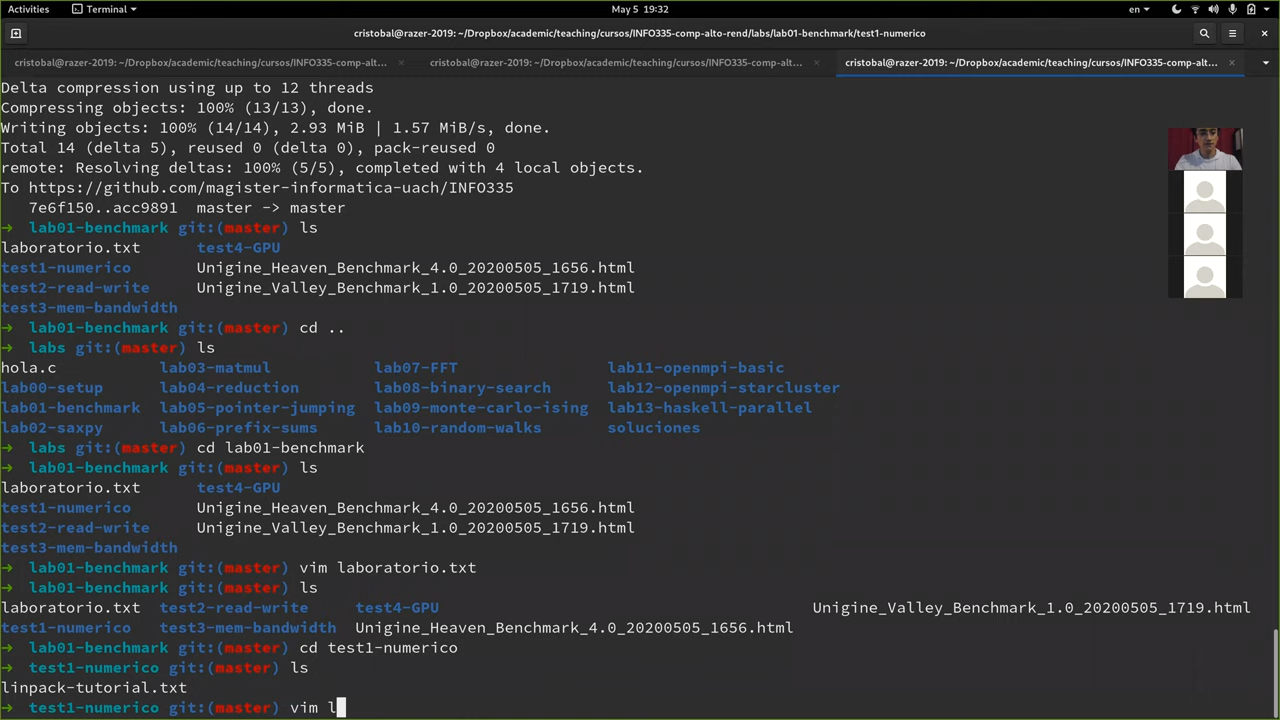 Activities Terminal May 5 19:32 en
cristobal@razer-2019: ~/Dropbox/academic/teaching/cursos/INFO335-comp-alto-rend/labs/lab01-benchmark/test1-numerico
cristobal@razer-2019: ~/Dropbox/academic/teaching/cursos/INFO335-comp-alt... × cristobal@razer-2019: ~/Dropbox/academic/teaching/cursos/INFO335-comp-alt... × cristobal@razer-2019: ~/Dropbox/academic/teaching/cursos/INFO335-comp-alt... ×
Delta compression using up to 12 threads
Compressing objects: 100% (13/13), done.
Writing objects: 100% (14/14), 2.93 MiB | 1.57 MiB/s, done.
Total 14 (delta 5), reused 0 (delta 0), pack-reused 0
remote: Resolving deltas: 100% (5/5), completed with 4 local objects.
To https://github.com/magister-informatica-uach/INFO335
7e6f150..acc9891 master -> master
→ lab01-benchmark git:(master) ls
laboratorio.txt test4-GPU
test1-numerico Unigine_Heaven_Benchmark_4.0_20200505_1656.html
test2-read-write Unigine_Valley_Benchmark_1.0_20200505_1719.html
test3-mem-bandwidth
→ lab01-benchmark git:(master) cd ..
→ labs git:(master) ls
hola.c lab03-matmul lab07-FFT lab11-openmpi-basic
lab00-setup lab04-reduction lab08-binary-search lab12-openmpi-starcluster
lab01-benchmark lab05-pointer-jumping lab09-monte-carlo-ising lab13-haskell-parallel
lab02-saxpy lab06-prefix-sums lab10-random-walks soluciones
→ labs git:(master) cd lab01-benchmark
→ lab01-benchmark git:(master) ls
laboratorio.txt test4-GPU
test1-numerico Unigine_Heaven_Benchmark_4.0_20200505_1656.html
test2-read-write Unigine_Valley_Benchmark_1.0_20200505_1719.html
test3-mem-bandwidth
→ lab01-benchmark git:(master) vim laboratorio.txt
→ lab01-benchmark git:(master) ls
laboratorio.txt test2-read-write test4-GPU Unigine_Valley_Benchmark_1.0_20200505_1719.html
test1-numerico test3-mem-bandwidth Unigine_Heaven_Benchmark_4.0_20200505_1656.html
→ lab01-benchmark git:(master) cd test1-numerico
→ test1-numerico git:(master) ls
linpack-tutorial.txt
→ test1-numerico git:(master) vim l